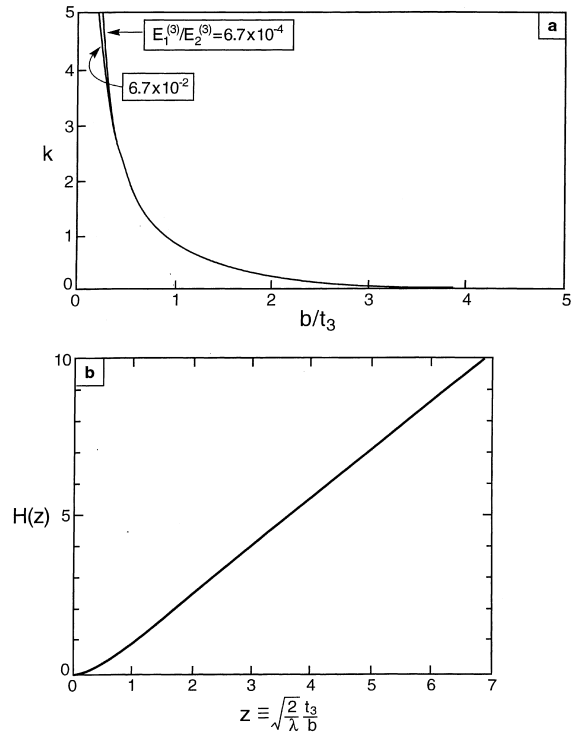 5
E₁⁽³⁾/E₂⁽³⁾=6.7x10⁻⁴
a
4
6.7x10⁻²
3
k
2
1
0
0 1 2 3 4 5
b/t₃
10
b
H(z) 5
0
0 1 2 3 4 5 6 7
z ≡ √(2/λ) t₃/b